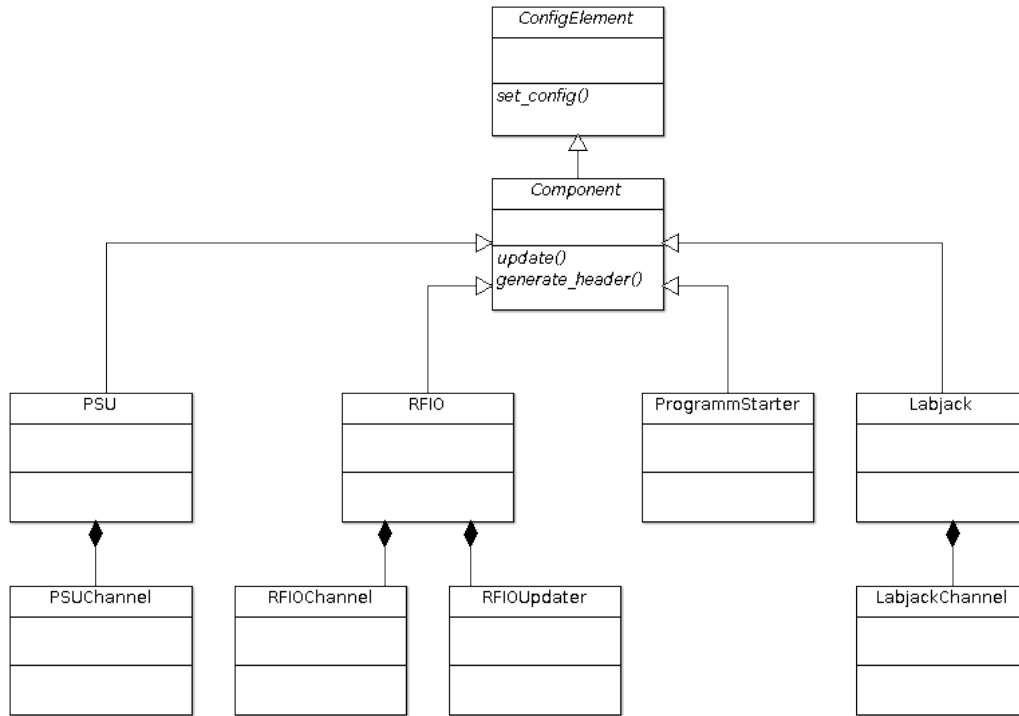 ConfigElement
set_config()
Component
update()
generate_header()
PSU
RFIO
ProgrammStarter
Labjack
PSUChannel
RFIOChannel
RFIOUpdater
LabjackChannel